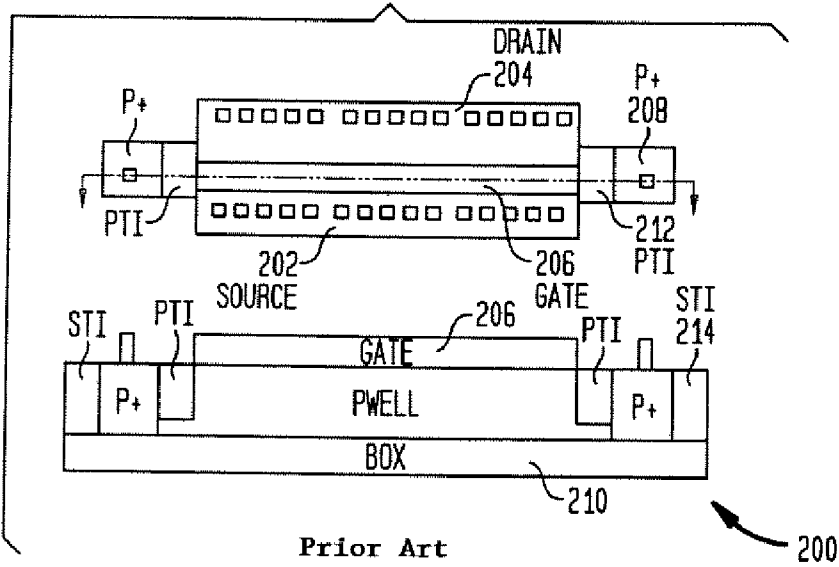 DRAIN
204
P+
P+
208
PTI
212
PTI
202
SOURCE
206
GATE
STI
PTI
206
GATE
PTI
STI
214
P+
PWELL
P+
BOX
210
200
Prior Art